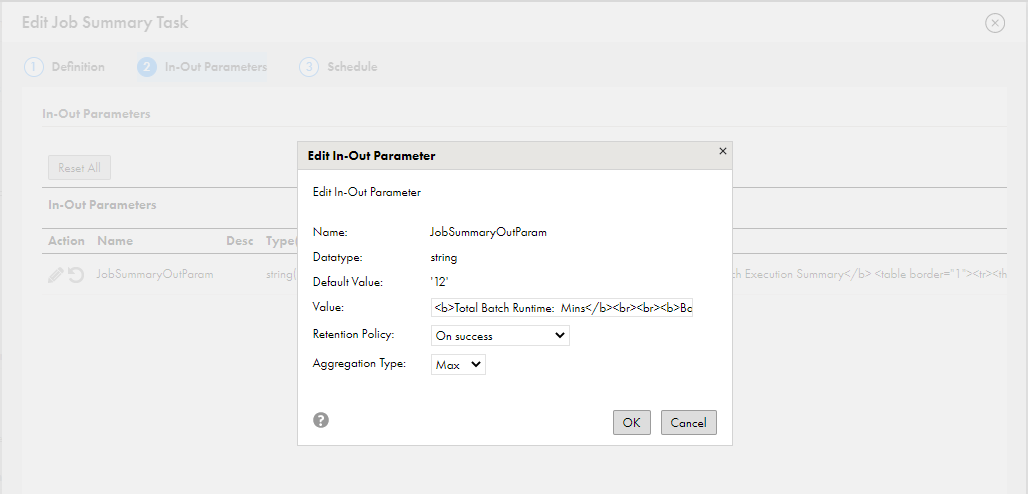 Edit Job Summary Task
1 Definition 2 In-Out Parameters 3 Schedule
In-Out Parameters
Reset All
In-Out Parameters
Action Name Desc Type(
JobSummaryOutParam string( ch Execution Summary</b> <table border="1"><tr><th
Edit In-Out Parameter
Edit In-Out Parameter
Name: JobSummaryOutParam
Datatype: string
Default Value: '12'
Value: <b>Total Batch Runtime: Mins</b><br><br><b>Ba
Retention Policy: On success
Aggregation Type: Max
? OK Cancel